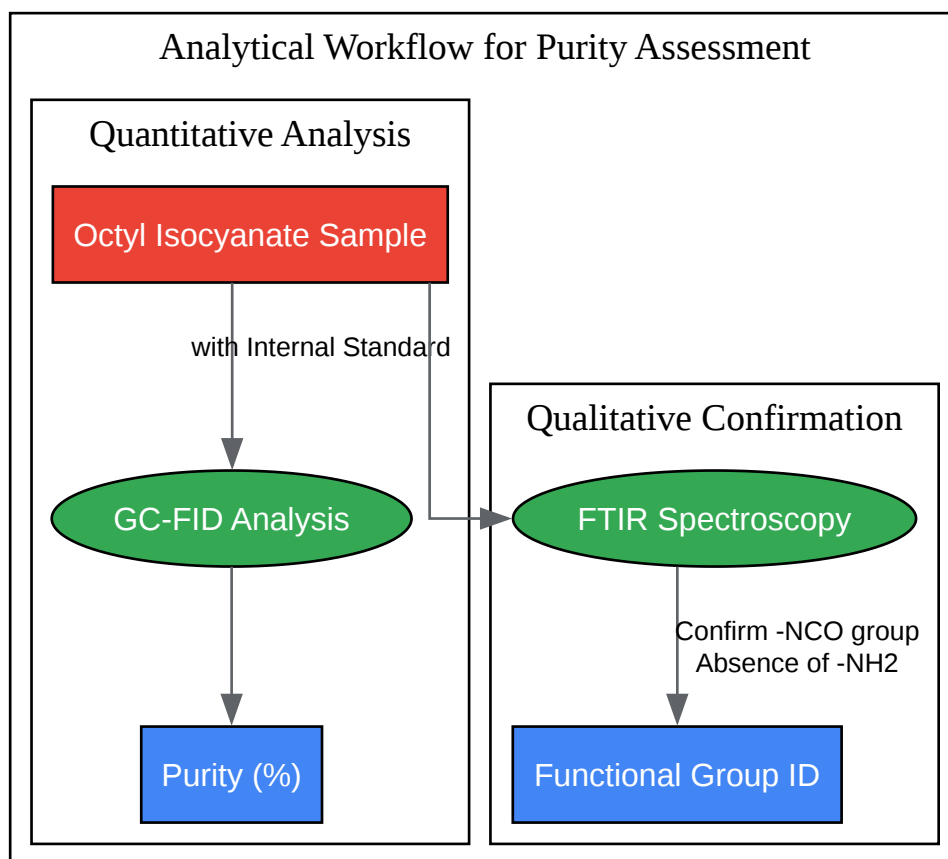 Analytical Workflow for Purity Assessment
Quantitative Analysis
Octyl Isocyanate Sample
with Internal Standard
Qualitative Confirmation
GC-FID Analysis
FTIR Spectroscopy
Confirm -NCO group
Absence of -NH2
Purity (%)
Functional Group ID